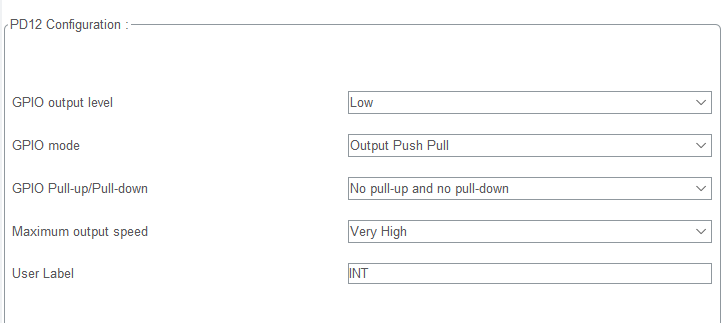 PD12 Configuration :
GPIO output level Low
GPIO mode Output Push Pull
GPIO Pull-up/Pull-down No pull-up and no pull-down
Maximum output speed Very High
User Label INT